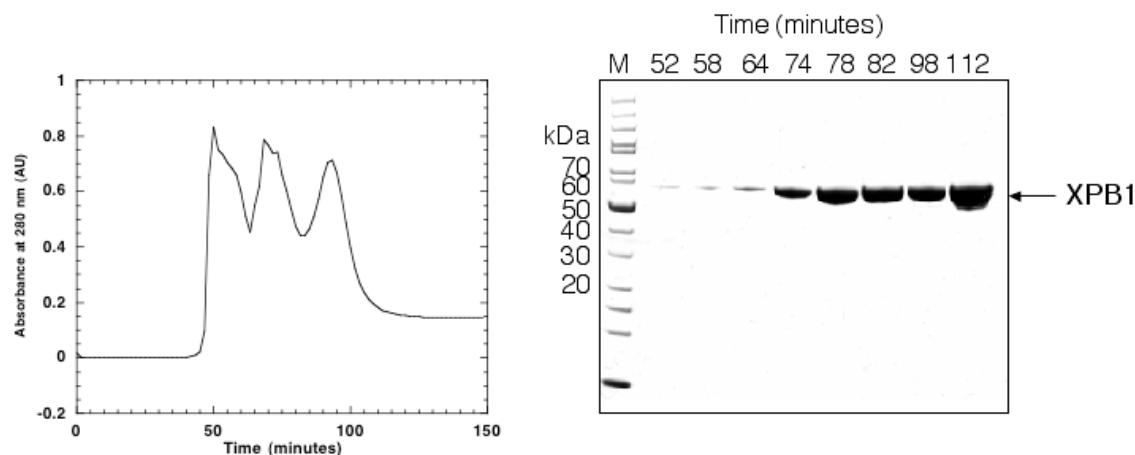 1
0.8
0.6
0.4
0.2
0
-0.2
Absorbance at 280 nm (AU)
0 50 100 150
Time (minutes)
Time (minutes)
M 52 58 64 74 78 82 98 112
kDa
70
60
50
40
30
20
XPB1